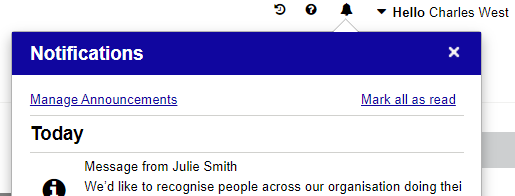 Hello Charles West
Notifications
Manage Announcements Mark all as read
Today
Message from Julie Smith
We'd like to recognise people across our organisation doing thei